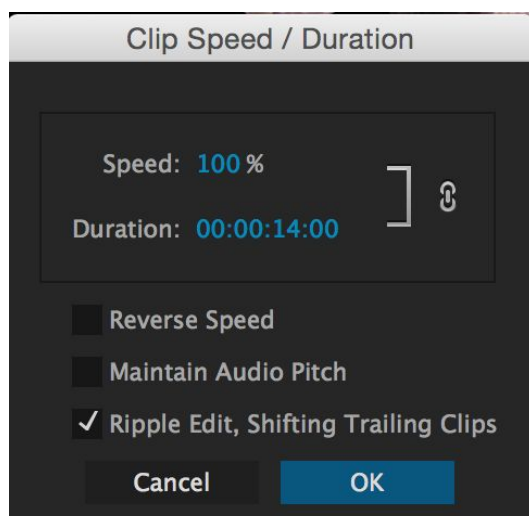 Clip Speed / Duration
Speed: 100 %
Duration: 00:00:14:00
Reverse Speed
Maintain Audio Pitch
Ripple Edit, Shifting Trailing Clips
Cancel OK